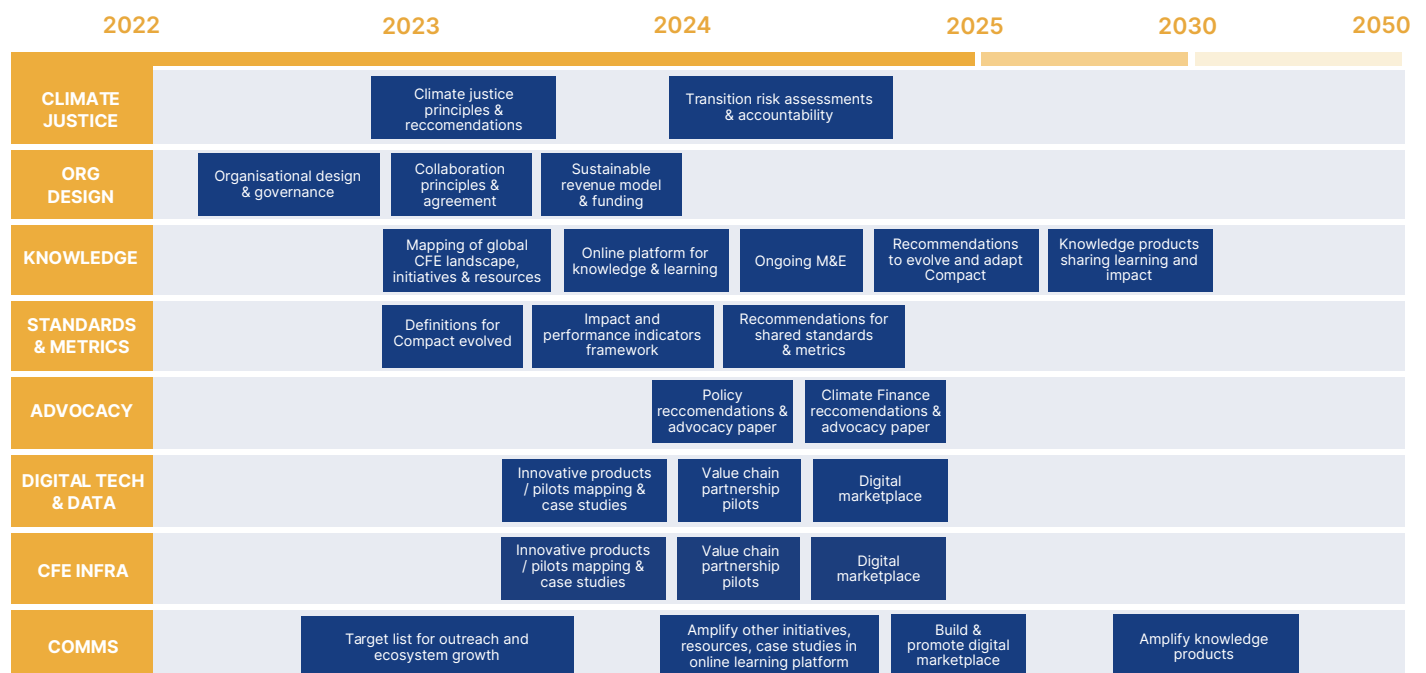 2022 2023 2024 2025 2030 2050
CLIMATE
JUSTICE
Climate justice
principles &
reccomendations
Transition risk assessments
& accountability
ORG
DESIGN
Organisational design
& governance
Collaboration
principles &
agreement
Sustainable
revenue model
& funding
KNOWLEDGE
Mapping of global
CFE landscape,
initiatives & resources
Online platform for
knowledge & learning
Ongoing M&E
Recommendations
to evolve and adapt
Compact
Knowledge products
sharing learning and
impact
STANDARDS
& METRICS
Definitions for
Compact evolved
Impact and
performance indicators
framework
Recommendations for
shared standards
& metrics
ADVOCACY
Policy
reccomendations &
advocacy paper
Climate Finance
reccomendations &
advocacy paper
DIGITAL TECH
& DATA
Innovative products
/ pilots mapping &
case studies
Value chain
partnership
pilots
Digital
marketplace
CFE INFRA
Innovative products
/ pilots mapping &
case studies
Value chain
partnership
pilots
Digital
marketplace
COMMS
Target list for outreach and
ecosystem growth
Amplify other initiatives,
resources, case studies in
online learning platform
Build &
promote digital
marketplace
Amplify knowledge
products